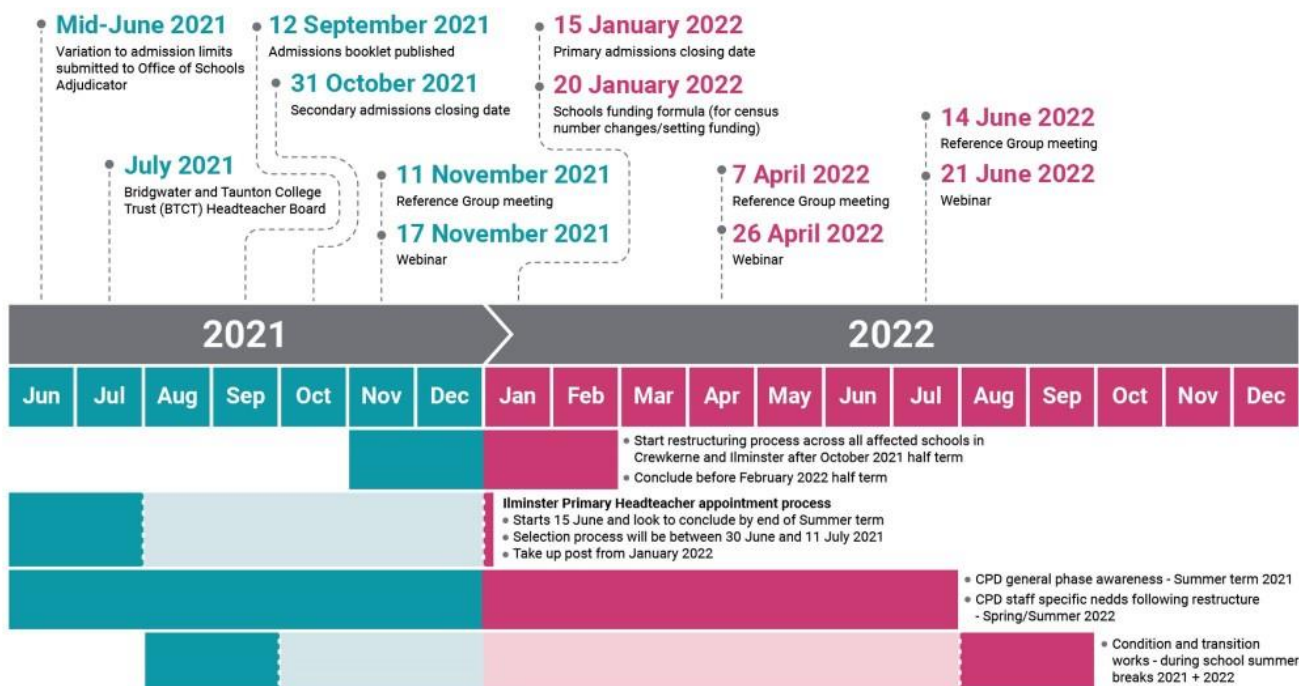 Mid-June 2021
Variation to admission limits
submitted to Office of Schools
Adjudicator
July 2021
Bridgwater and Taunton College
Trust (BTCT) Headteacher Board
12 September 2021
Admissions booklet published
31 October 2021
Secondary admissions closing date
11 November 2021
Reference Group meeting
17 November 2021
Webinar
15 January 2022
Primary admissions closing date
20 January 2022
Schools funding formula (for census
number changes/setting funding)
7 April 2022
Reference Group meeting
26 April 2022
Webinar
14 June 2022
Reference Group meeting
21 June 2022
Webinar
2021 2022
Jun Jul Aug Sep Oct Nov Dec Jan Feb Mar Apr May Jun Jul Aug Sep Oct Nov Dec
• Start restructuring process across all affected schools in
Crewkerne and Ilminster after October 2021 half term
• Conclude before February 2022 half term
Ilminster Primary Headteacher appointment process
• Starts 15 June and look to conclude by end of Summer term
• Selection process will be between 30 June and 11 July 2021
• Take up post from January 2022
• CPD general phase awareness - Summer term 2021
• CPD staff specific nedds following restructure
- Spring/Summer 2022
• Condition and transition
works - during school summer
breaks 2021 + 2022